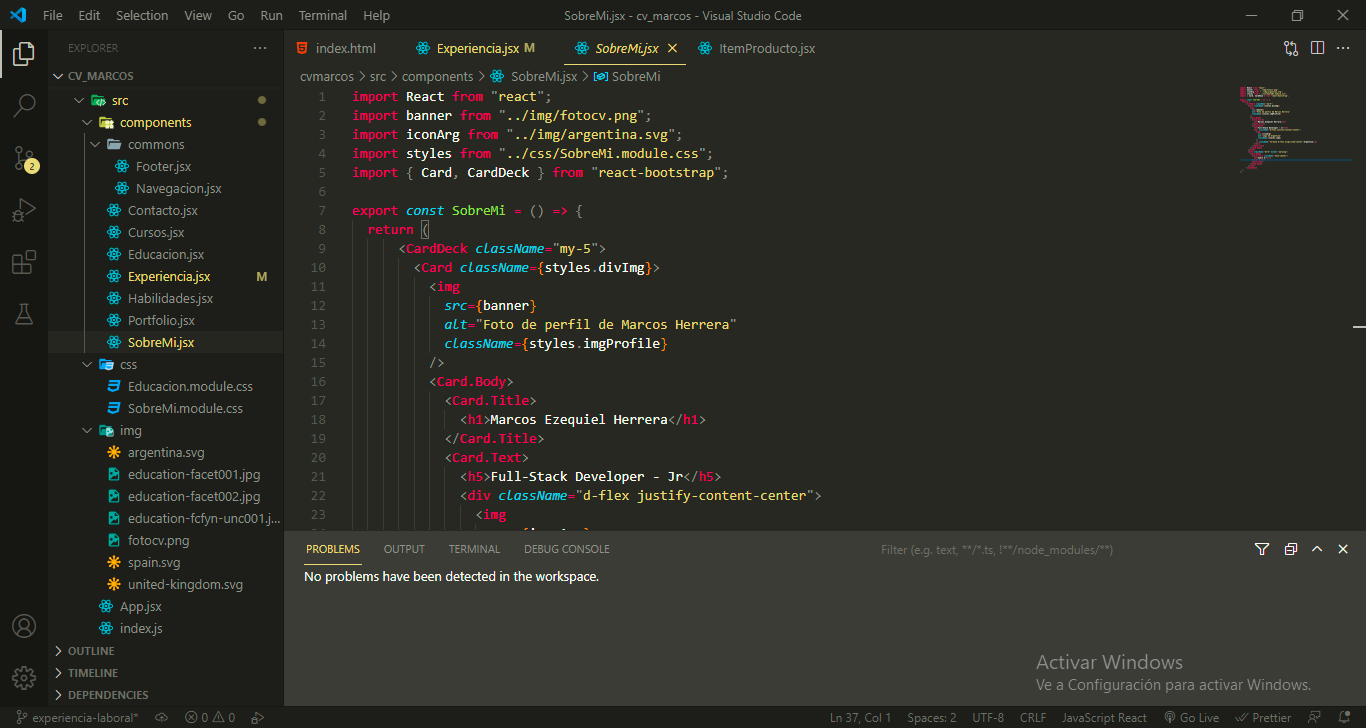 File Edit Selection View Go Run Terminal Help
SobreMi.jsx - cv_marcos - Visual Studio Code
EXPLORER
CV_MARCOS
src
components
commons
Footer.jsx
Navegacion.jsx
Contacto.jsx
Cursos.jsx
Educacion.jsx
Experiencia.jsx M
Habilidades.jsx
Portfolio.jsx
SobreMi.jsx
css
Educacion.module.css
SobreMi.module.css
img
argentina.svg
education-facet001.jpg
education-facet002.jpg
education-fcfyn-unc001.j...
fotocv.png
spain.svg
united-kingdom.svg
App.jsx
index.js
OUTLINE
TIMELINE
DEPENDENCIES
2
index.html Experiencia.jsx M SobreMi.jsx ItemProducto.jsx
cvmarcos > src > components > SobreMi.jsx > SobreMi
1 import React from "react";
2 import banner from "../img/fotocv.png";
3 import iconArg from "../img/argentina.svg";
4 import styles from "../css/SobreMi.module.css";
5 import { Card, CardDeck } from "react-bootstrap";
6
7 export const SobreMi = () => {
8 return (
9 <CardDeck className="my-5">
10 <Card className={styles.divImg}>
11 <img
12 src={banner}
13 alt="Foto de perfil de Marcos Herrera"
14 className={styles.imgProfile}
15 />
16 <Card.Body>
17 <Card.Title>
18 <h1>Marcos Ezequiel Herrera</h1>
19 </Card.Title>
20 <Card.Text>
21 <h5>Full-Stack Developer - Jr</h5>
22 <div className="d-flex justify-content-center">
23 <img
PROBLEMS OUTPUT TERMINAL DEBUG CONSOLE
Filter (e.g. text, **/*.ts, !**/node_modules/**)
No problems have been detected in the workspace.
Activar Windows
Ve a Configuración para activar Windows.
experiencia-laboral* 0 0
Ln 37, Col 1 Spaces: 2 UTF-8 CRLF JavaScript React Go Live Prettier